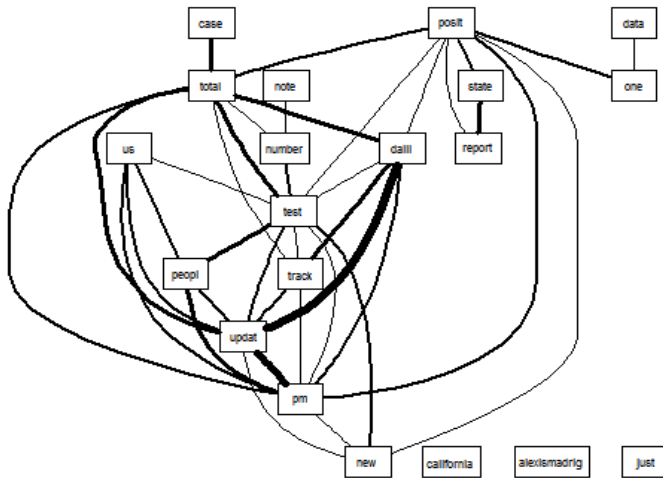 case
posit
data
total
note
state
one
us
number
daili
report
test
peopl
track
updat
pm
new
california
alexismadrig
just